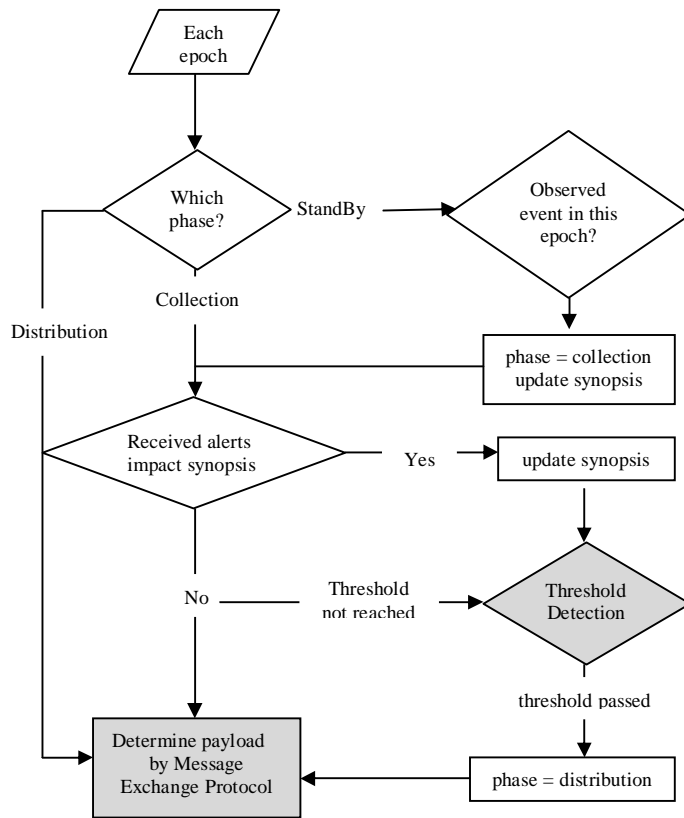 Each
epoch
Which
phase?
StandBy
Observed
event in this
epoch?
Collection
Distribution
phase = collection
update synopsis
Received alerts
impact synopsis
Yes
update synopsis
No
Threshold
not reached
Threshold
Detection
threshold passed
Determine payload
by Message
Exchange Protocol
phase = distribution